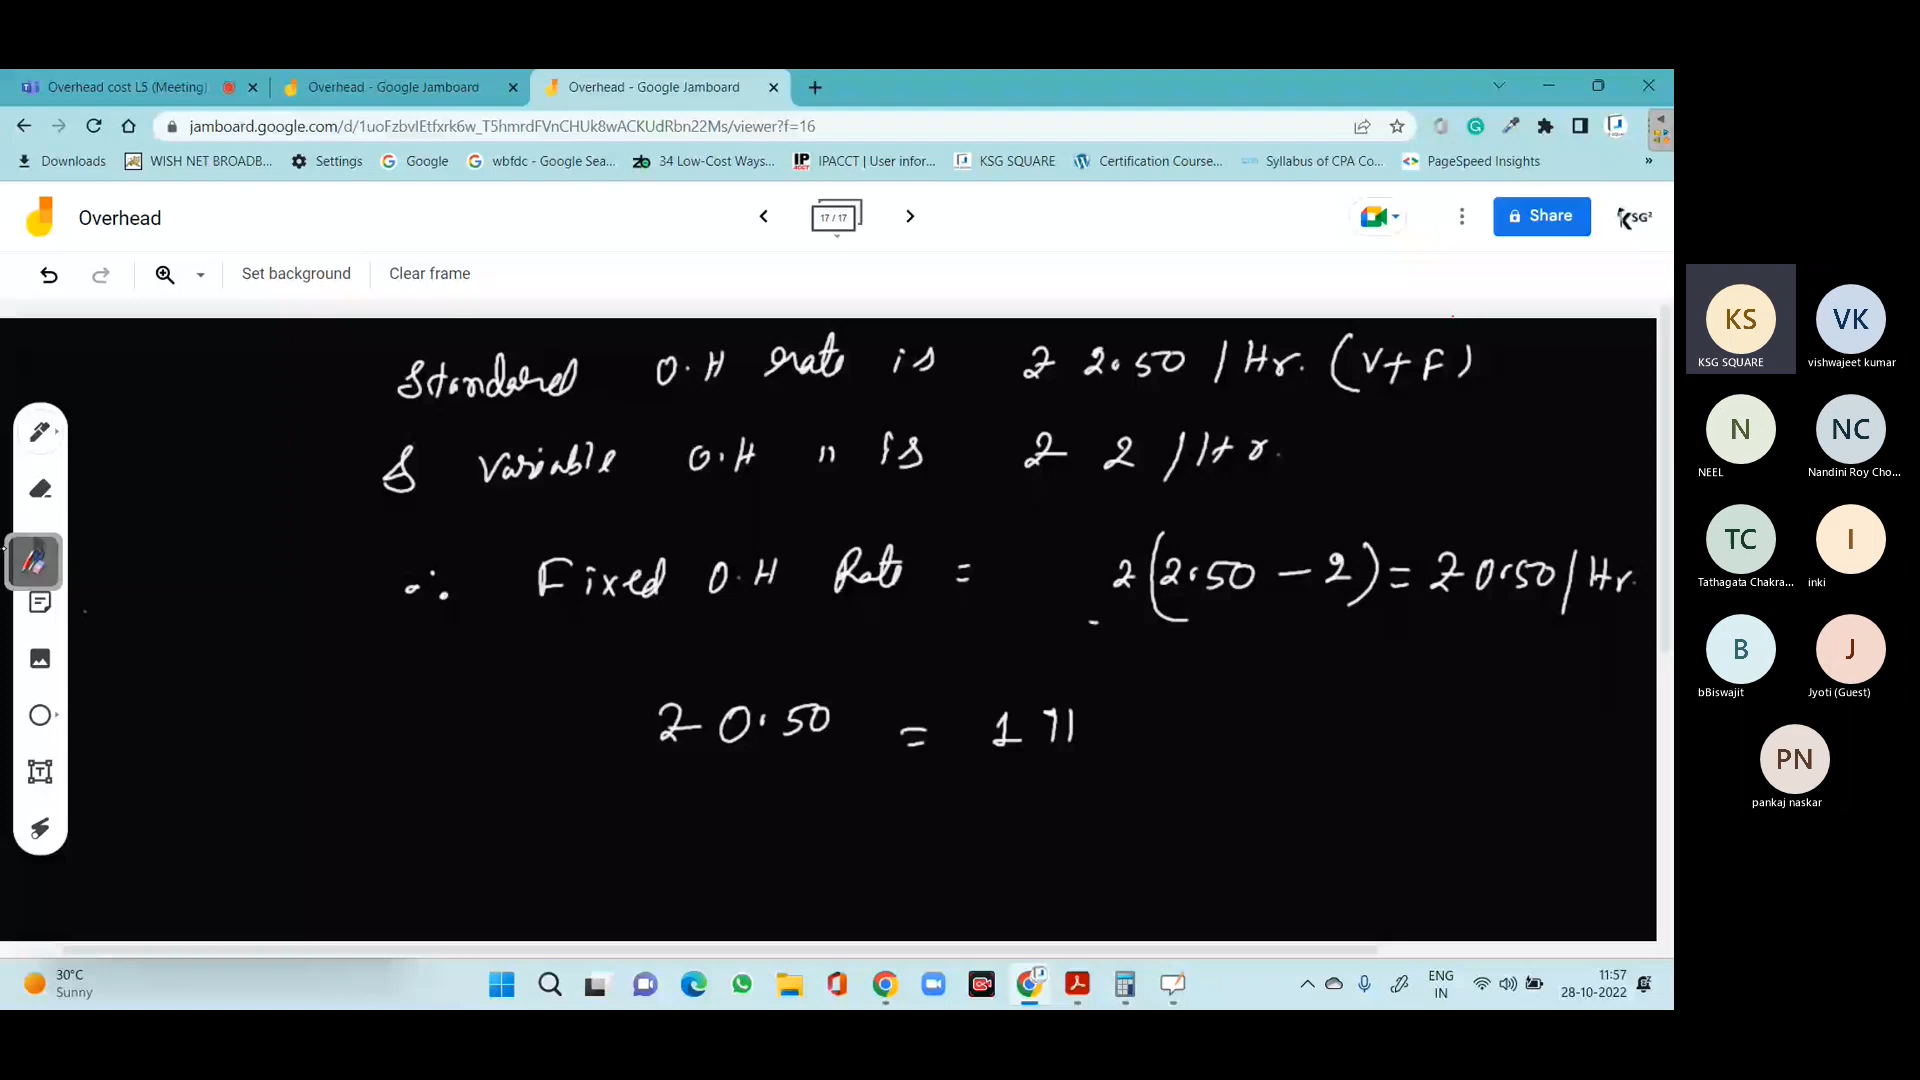 Overhead cost L5 (Meeting)
Overhead - Google Jamboard
Overhead - Google Jamboard
jamboard.google.com/d/1uoFzbvIEtfxrk6w_T5hmrdFVnCHUk8wACKUdRbn22Ms/viewer?f=16
Downloads WISH NET BROADB... Settings Google wbfdc - Google Sea... 34 Low-Cost Ways... IPACCT | User infor... KSG SQUARE Certification Course... Syllabus of CPA Co... PageSpeed Insights »
Overhead
17 / 17
Share
KSG²
Set background Clear frame
Standard O.H rate is ₹ 2.50 / Hr. (V+F)
& Variable O.H " is ₹ 2 / Hr.
∴ Fixed O.H Rate = ₹ (2.50 - 2) = ₹ 0.50 / Hr.
₹ 0.50 =
KS
KSG SQUARE
VK
vishwajeet kumar
N
NEEL
NC
Nandini Roy Cho...
TC
Tathagata Chakra...
I
inki
B
bBiswajit
J
Jyoti (Guest)
PN
pankaj naskar
30°C
Sunny
ENG
IN
11:57
28-10-2022